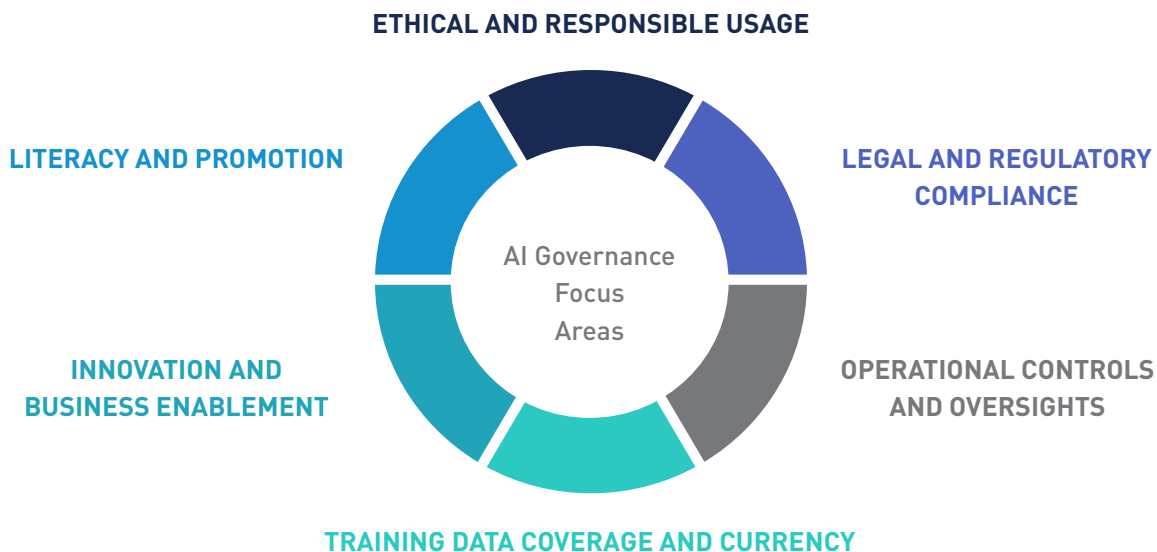 ETHICAL AND RESPONSIBLE USAGE
LITERACY AND PROMOTION
LEGAL AND REGULATORY
COMPLIANCE
AI Governance
Focus
Areas
INNOVATION AND
BUSINESS ENABLEMENT
OPERATIONAL CONTROLS
AND OVERSIGHTS
TRAINING DATA COVERAGE AND CURRENCY